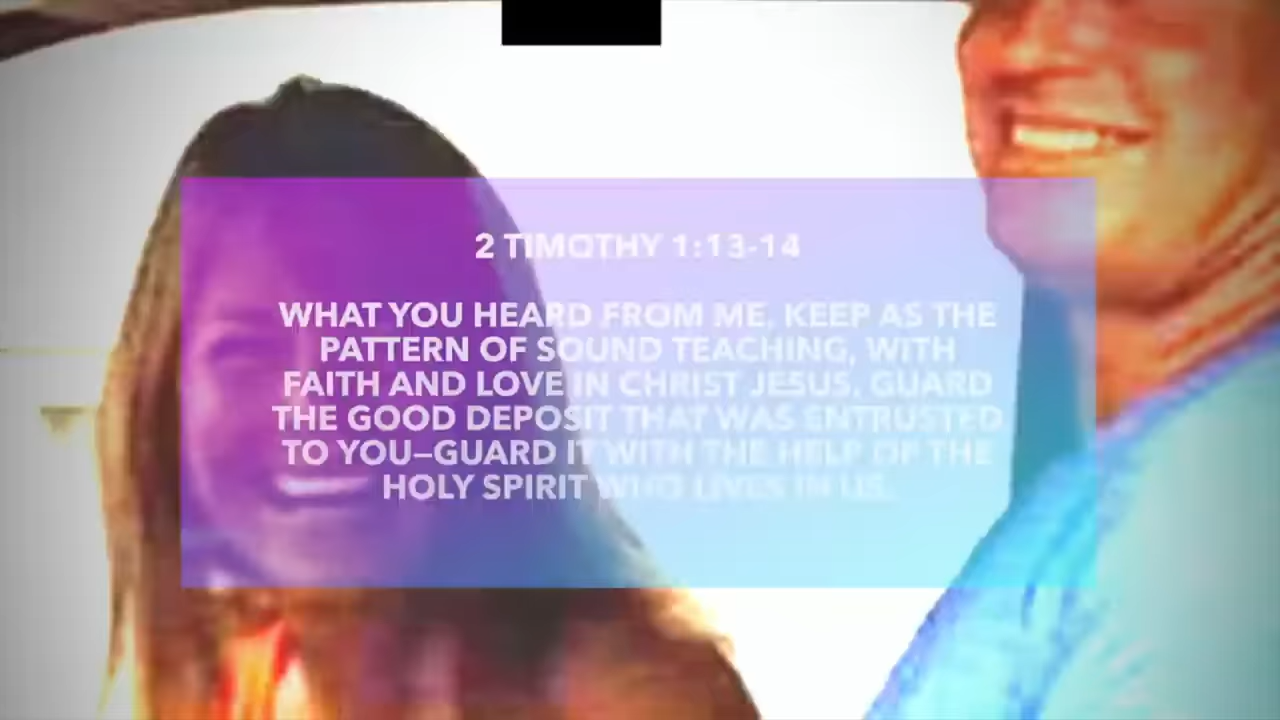 2 TIMOTHY 1:13-14
WHAT YOU HEARD FROM ME, KEEP AS THE
PATTERN OF SOUND TEACHING, WITH
FAITH AND LOVE IN CHRIST JESUS. GUARD
THE GOOD DEPOSIT THAT WAS ENTRUSTED
TO YOU—GUARD IT WITH THE HELP OF THE
HOLY SPIRIT WHO LIVES IN US.